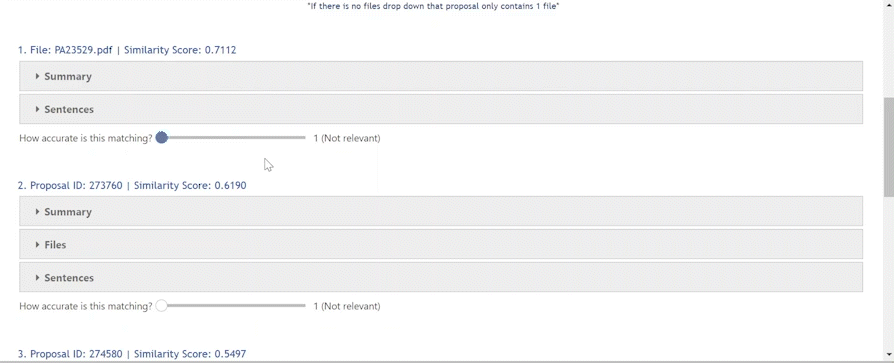 "If there is no files drop down that proposal only contains 1 file"
1. File: PA23529.pdf | Similarity Score: 0.7112
Summary
Sentences
How accurate is this matching? 1 (Not relevant)
2. Proposal ID: 273760 | Similarity Score: 0.6190
Summary
Files
Sentences
How accurate is this matching? 1 (Not relevant)
3. Proposal ID: 274580 | Similarity Score: 0.5497